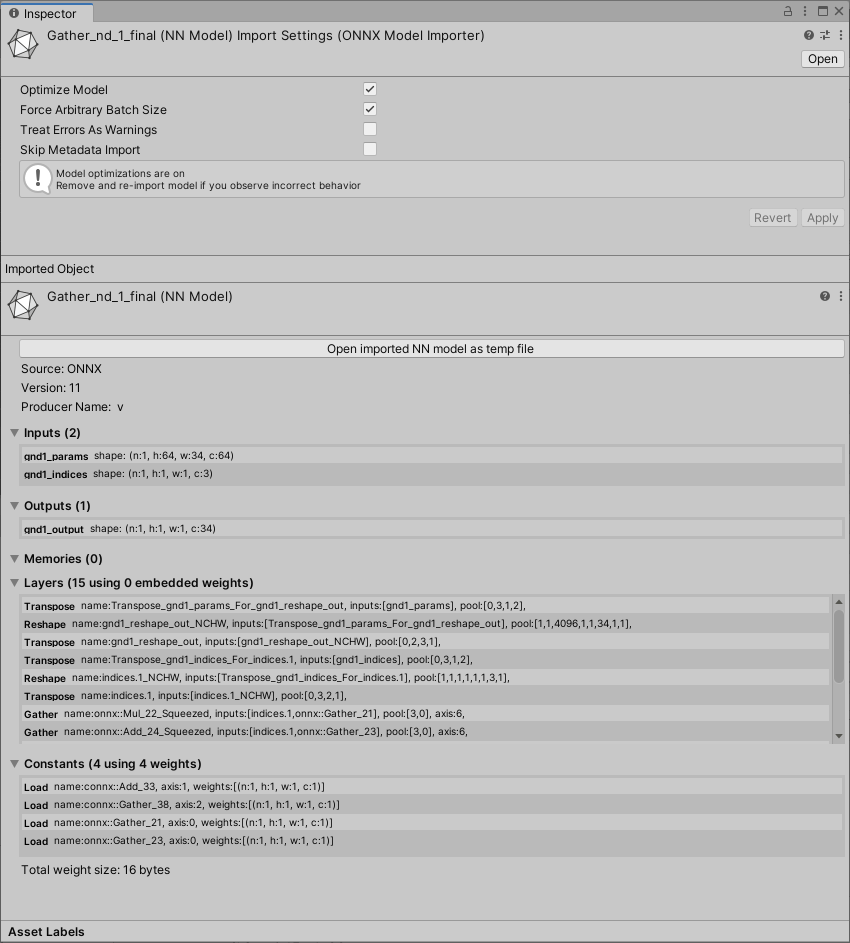 Inspector
Gather_nd_1_final (NN Model) Import Settings (ONNX Model Importer)
Open
Optimize Model
Force Arbitrary Batch Size
Treat Errors As Warnings
Skip Metadata Import
Model optimizations are on
Remove and re-import model if you observe incorrect behavior
Revert Apply
Imported Object
Gather_nd_1_final (NN Model)
Open imported NN model as temp file
Source: ONNX
Version: 11
Producer Name: v
Inputs (2)
gnd1_params shape: (n:1, h:64, w:34, c:64)
gnd1_indices shape: (n:1, h:1, w:1, c:3)
Outputs (1)
gnd1_output shape: (n:1, h:1, w:1, c:34)
Memories (0)
Layers (15 using 0 embedded weights)
Transpose name:Transpose_gnd1_params_For_gnd1_reshape_out, inputs:[gnd1_params], pool:[0,3,1,2],
Reshape name:gnd1_reshape_out_NCHW, inputs:[Transpose_gnd1_params_For_gnd1_reshape_out], pool:[1,1,4096,1,1,34,1,1],
Transpose name:gnd1_reshape_out, inputs:[gnd1_reshape_out_NCHW], pool:[0,2,3,1],
Transpose name:Transpose_gnd1_indices_For_indices.1, inputs:[gnd1_indices], pool:[0,3,1,2],
Reshape name:indices.1_NCHW, inputs:[Transpose_gnd1_indices_For_indices.1], pool:[1,1,1,1,1,1,3,1],
Transpose name:indices.1, inputs:[indices.1_NCHW], pool:[0,3,2,1],
Gather name:onnx::Mul_22_Squeezed, inputs:[indices.1,onnx::Gather_21], pool:[3,0], axis:6,
Gather name:onnx::Add_24_Squeezed, inputs:[indices.1,onnx::Gather_23], pool:[3,0], axis:6,
Constants (4 using 4 weights)
Load name:connx::Add_33, axis:1, weights:[(n:1, h:1, w:1, c:1)]
Load name:connx::Gather_38, axis:2, weights:[(n:1, h:1, w:1, c:1)]
Load name:onnx::Gather_21, axis:0, weights:[(n:1, h:1, w:1, c:1)]
Load name:onnx::Gather_23, axis:0, weights:[(n:1, h:1, w:1, c:1)]
Total weight size: 16 bytes
Asset Labels